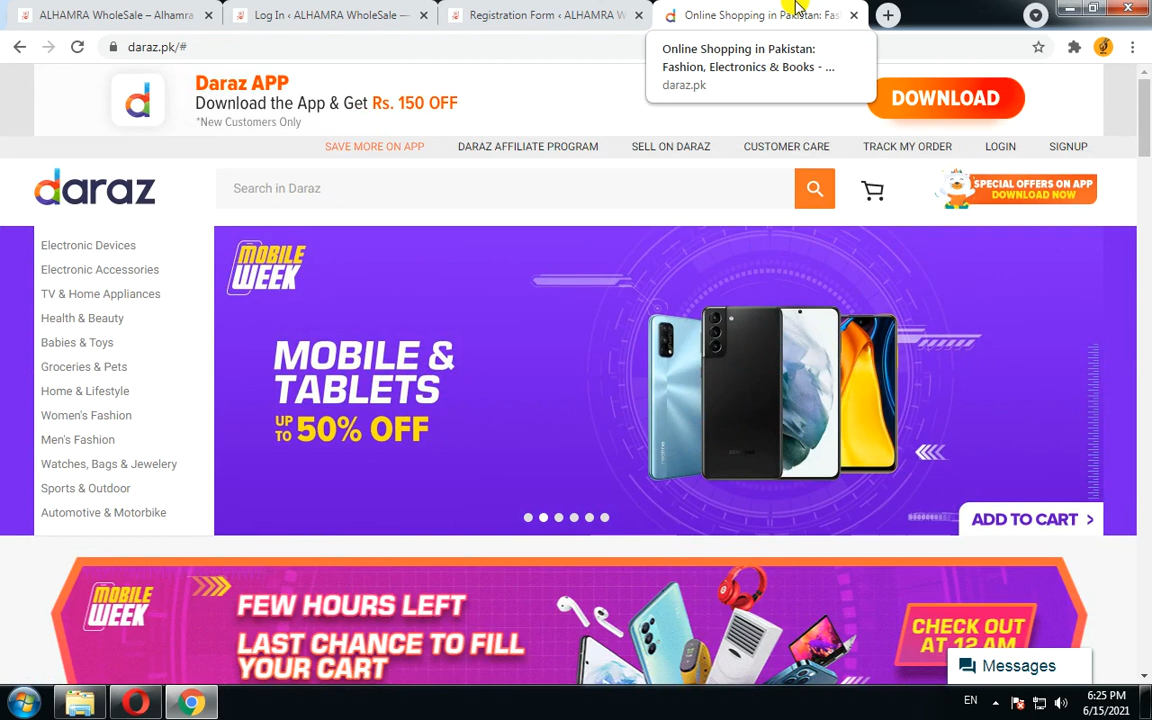 ALHAMRA WholeSale – Alhamra
Log In ‹ ALHAMRA WholeSale —
Registration Form ‹ ALHAMRA W
Online Shopping in Pakistan: Fas
daraz.pk/#
Online Shopping in Pakistan:
Fashion, Electronics & Books - ...
daraz.pk
Daraz APP
Download the App & Get Rs. 150 OFF
*New Customers Only
DOWNLOAD
SAVE MORE ON APP
DARAZ AFFILIATE PROGRAM
SELL ON DARAZ
CUSTOMER CARE
TRACK MY ORDER
LOGIN
SIGNUP
daraz
Search in Daraz
SPECIAL OFFERS ON APP
DOWNLOAD NOW
Electronic Devices
Electronic Accessories
TV & Home Appliances
Health & Beauty
Babies & Toys
Groceries & Pets
Home & Lifestyle
Women's Fashion
Men's Fashion
Watches, Bags & Jewelery
Sports & Outdoor
Automotive & Motorbike
MOBILE
WEEK
MOBILE &
TABLETS
UP TO 50% OFF
SAMSUNG
realme
ADD TO CART >
MOBILE
WEEK
FEW HOURS LEFT
LAST CHANCE TO FILL
YOUR CART
CHECK OUT
AT 12 AM
Messages
EN
6:25 PM
6/15/2021